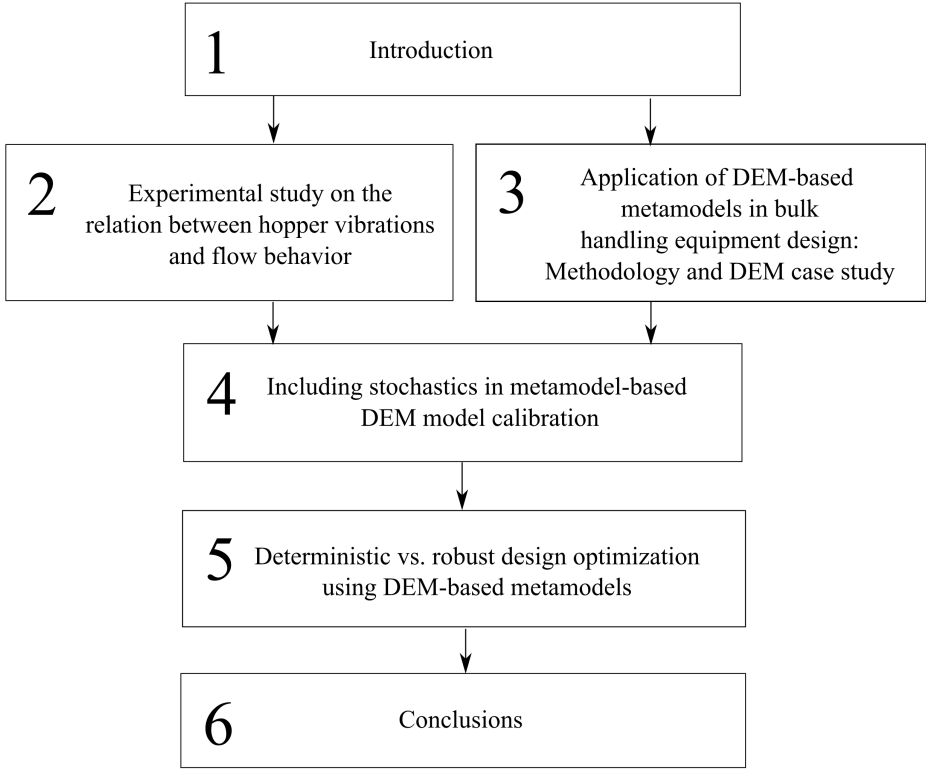 1 Introduction
2
Experimental study on the
relation between hopper vibrations
and flow behavior
3
Application of DEM-based
metamodels in bulk
handling equipment design:
Methodology and DEM case study
4
Including stochastics in metamodel-based
DEM model calibration
5
Deterministic vs. robust design optimization
using DEM-based metamodels
6 Conclusions